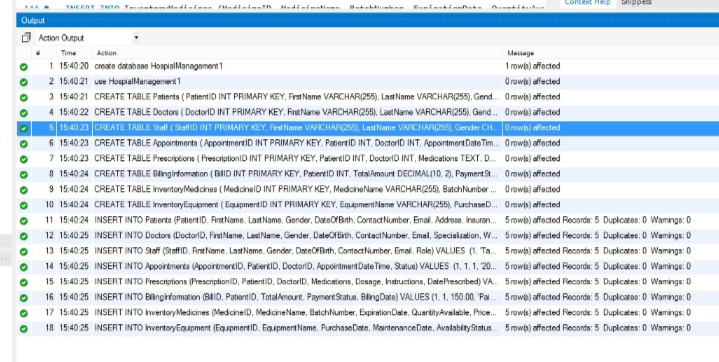 144 INSERT INTO InventoryMedicines (MedicineID, MedicineName, BatchNumber, ExpirationDate, QuantityAva
Context Help Snippets
Output
Action Output
# Time Action Message
1 15:40:20 create database HospialManagement1 1 row(s) affected
2 15:40:21 use HospialManagement1 0 row(s) affected
3 15:40:21 CREATE TABLE Patients ( PatientID INT PRIMARY KEY, FirstName VARCHAR(255), LastName VARCHAR(255), Gend... 0 row(s) affected
4 15:40:22 CREATE TABLE Doctors ( DoctorID INT PRIMARY KEY, FirstName VARCHAR(255), LastName VARCHAR(255), Gend... 0 row(s) affected
5 15:40:23 CREATE TABLE Staff ( StaffID INT PRIMARY KEY, FirstName VARCHAR(255), LastName VARCHAR(255), Gender CH... 0 row(s) affected
6 15:40:23 CREATE TABLE Appointments ( AppointmentID INT PRIMARY KEY, PatientID INT, DoctorID INT, AppointmentDateTim... 0 row(s) affected
7 15:40:23 CREATE TABLE Prescriptions ( PrescriptionID INT PRIMARY KEY, PatientID INT, DoctorID INT, Medications TEXT, D... 0 row(s) affected
8 15:40:24 CREATE TABLE BillingInformation ( BillID INT PRIMARY KEY, PatientID INT, TotalAmount DECIMAL(10, 2), PaymentSt... 0 row(s) affected
9 15:40:24 CREATE TABLE InventoryMedicines ( MedicineID INT PRIMARY KEY, MedicineName VARCHAR(255), BatchNumber ... 0 row(s) affected
10 15:40:24 CREATE TABLE InventoryEquipment ( EquipmentID INT PRIMARY KEY, EquipmentName VARCHAR(255), PurchaseD... 0 row(s) affected
11 15:40:24 INSERT INTO Patients (PatientID, FirstName, LastName, Gender, DateOfBirth, ContactNumber, Email, Address, Insuran... 5 row(s) affected Records: 5 Duplicates: 0 Warnings: 0
12 15:40:25 INSERT INTO Doctors (DoctorID, FirstName, LastName, Gender, DateOfBirth, ContactNumber, Email, Specialization, W... 5 row(s) affected Records: 5 Duplicates: 0 Warnings: 0
13 15:40:25 INSERT INTO Staff (StaffID, FirstName, LastName, Gender, DateOfBirth, ContactNumber, Email, Role) VALUES (1, 'Ta... 5 row(s) affected Records: 5 Duplicates: 0 Warnings: 0
14 15:40:25 INSERT INTO Appointments (AppointmentID, PatientID, DoctorID, AppointmentDateTime, Status) VALUES (1, 1, 1, '20... 5 row(s) affected Records: 5 Duplicates: 0 Warnings: 0
15 15:40:25 INSERT INTO Prescriptions (PrescriptionID, PatientID, DoctorID, Medications, Dosage, Instructions, DatePrescribed) VA... 5 row(s) affected Records: 5 Duplicates: 0 Warnings: 0
16 15:40:25 INSERT INTO BillingInformation (BillID, PatientID, TotalAmount, PaymentStatus, BillingDate) VALUES (1, 1, 150.00, 'Pai... 5 row(s) affected Records: 5 Duplicates: 0 Warnings: 0
17 15:40:25 INSERT INTO InventoryMedicines (MedicineID, MedicineName, BatchNumber, ExpirationDate, QuantityAvailable, Price... 5 row(s) affected Records: 5 Duplicates: 0 Warnings: 0
18 15:40:25 INSERT INTO InventoryEquipment (EquipmentID, EquipmentName, PurchaseDate, MaintenanceDate, AvailabilityStatus... 5 row(s) affected Records: 5 Duplicates: 0 Warnings: 0